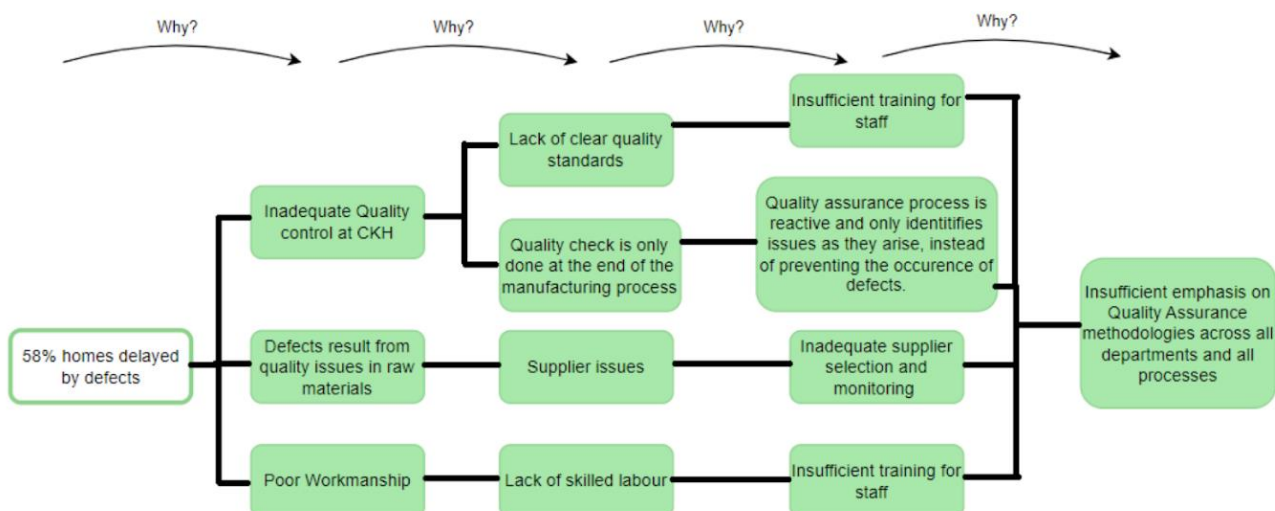 Why?
Why?
Why?
Why?
Insufficient training for
staff
Lack of clear quality
standards
Inadequate Quality
control at CKH
Quality check is only
done at the end of the
manufacturing process
Quality assurance process is
reactive and only identitifies
issues as they arise, instead
of preventing the occurence of
defects.
58% homes delayed
by defects
Defects result from
quality issues in raw
materials
Supplier issues
Inadequate supplier
selection and
monitoring
Insufficient emphasis on
Quality Assurance
methodologies across all
departments and all
processes
Poor Workmanship
Lack of skilled labour
Insufficient training for
staff